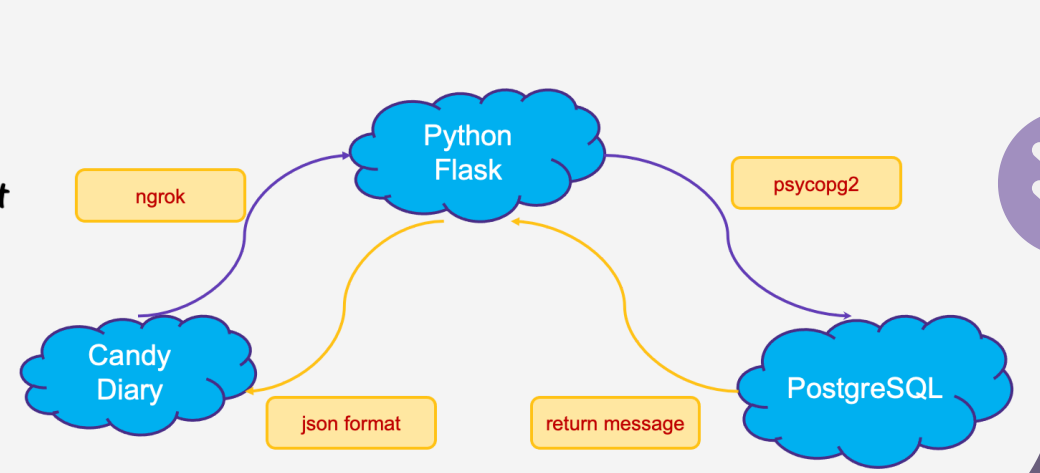 Python
Flask
ngrok
psycopg2
t
Candy
Diary
PostgreSQL
json format
return message